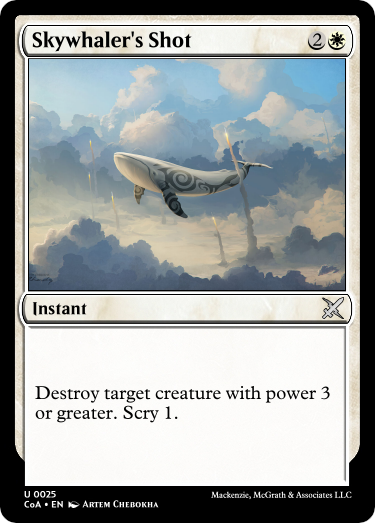 Skywhaler's Shot 2
Instant
Destroy target creature with power 3
or greater. Scry 1.
U 0025
CoA • EN Artem Chebokha
Mackenzie, McGrath & Associates LLC